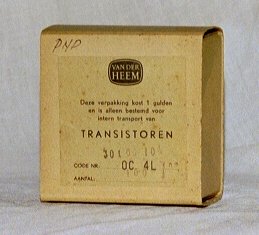 PNP
VAN DER
HEEM
Deze verpakking kost 1 gulden
en is alleen bestemd voor
intern transport van
TRANSISTOREN
CODE NR. OC 4L
AANTAL: